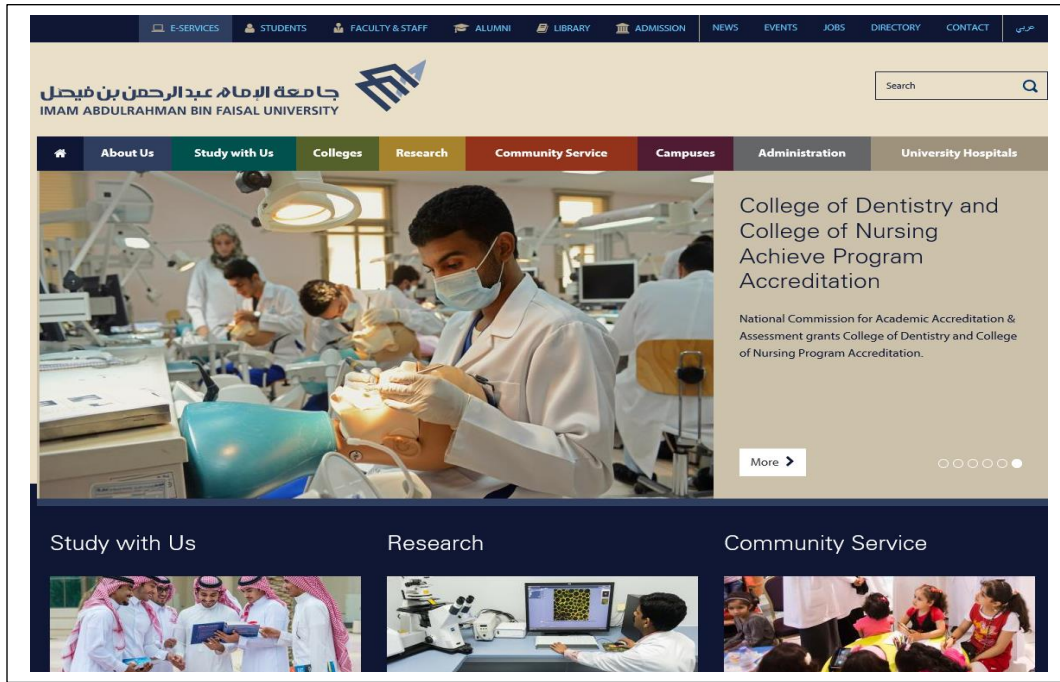 E-SERVICES STUDENTS FACULTY & STAFF ALUMNI LIBRARY ADMISSION NEWS EVENTS JOBS DIRECTORY CONTACT عربي
جامعة الإمام عبدالرحمن بن فيصل
IMAM ABDULRAHMAN BIN FAISAL UNIVERSITY
Search
About Us Study with Us Colleges Research Community Service Campuses Administration University Hospitals
College of Dentistry and
College of Nursing
Achieve Program
Accreditation
National Commission for Academic Accreditation &
Assessment grants College of Dentistry and College
of Nursing Program Accreditation.
More
Study with Us Research Community Service